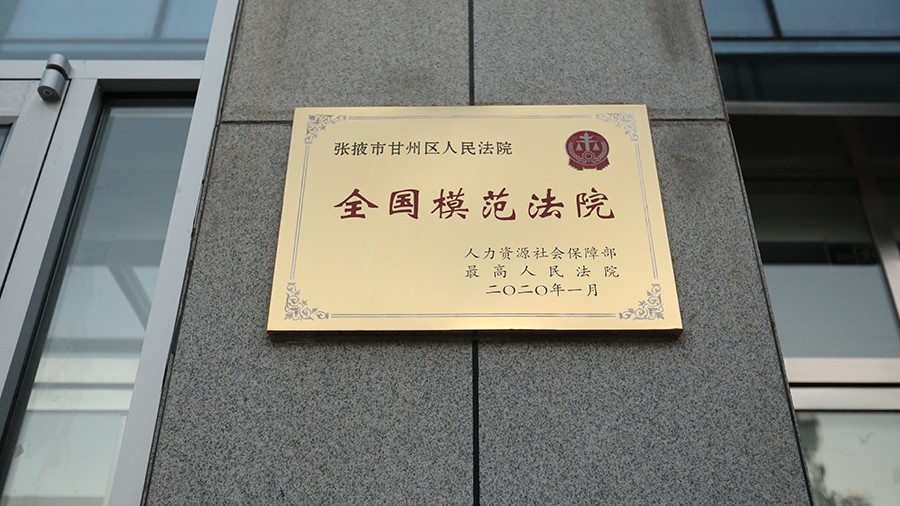 张掖市甘州区人民法院
全国模范法院
人力资源社会保障部
最高人民法院
二〇二〇年一月